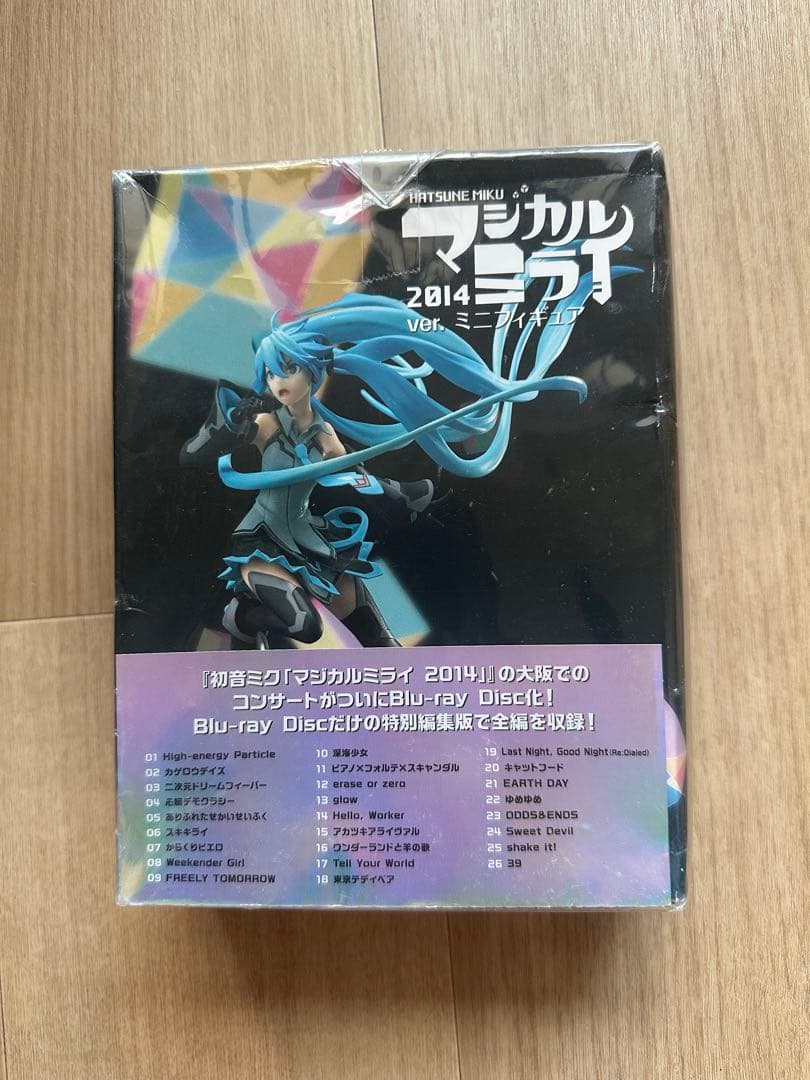 HATSUNE MIKU
マジカル
ミライ
2014
ver. ミニフィギュア
『初音ミク「マジカルミライ 2014」』の大阪での
コンサートがついにBlu-ray Disc化!
Blu-ray Discだけの特別編集版で全編を収録!
01 High-energy Particle
02 カゲロウデイズ
03 二次元ドリームフィーバー
04 心臓デモクラシー
05 ありふれたせかいせいふく
06 スキキライ
07 からくりピエロ
08 Weekender Girl
09 FREELY TOMORROW
10 深海少女
11 ピアノ×フォルテ×スキャンダル
12 erase or zero
13 glow
14 Hello, Worker
15 アカツキアライヴァル
16 ワンダーランドと羊の歌
17 Tell Your World
18 東京テディベア
19 Last Night, Good Night(Re:Dialed)
20 キャットフード
21 EARTH DAY
22 ゆめゆめ
23 ODDS&ENDS
24 Sweet Devil
25 shake it!
26 39